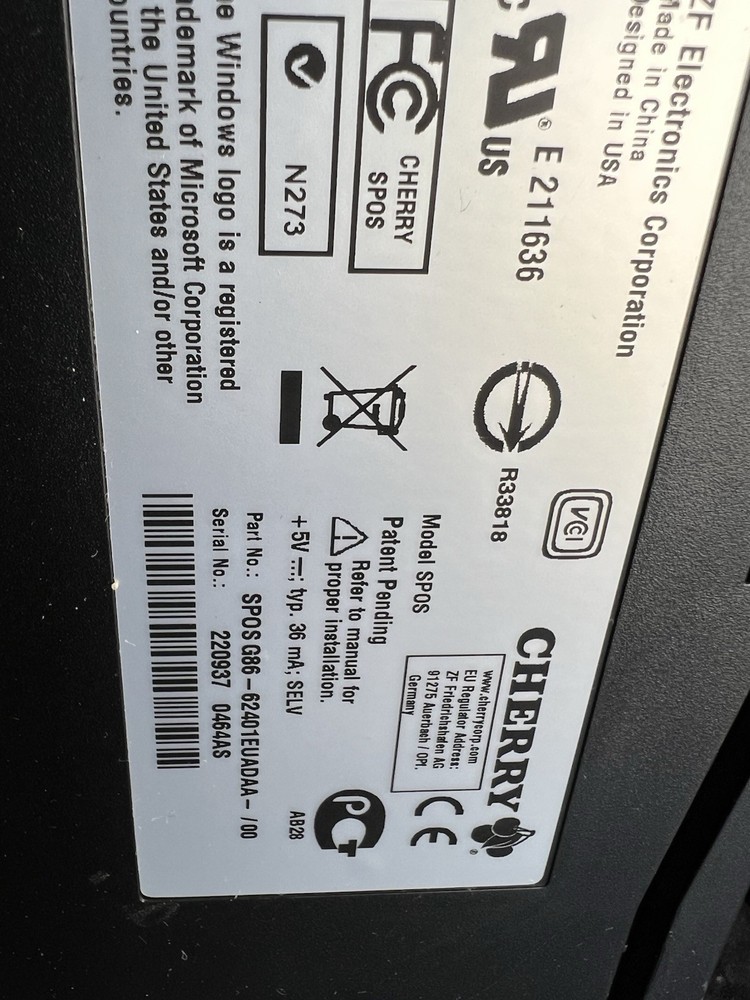 ZF Electronics Corporation
Made in China
Designed in USA
E 211636
US
FC
CHERRY
SPOS
N273
Windows logo is a registered
of Microsoft Corporation
the United States and/or other
R33818
VCI
CHERRY
www.cherrycorp.com
EU Regulator Address:
ZF Friedrichshafen AG
91275 Auerbach / OPf.
Germany
CE
Model SPOS
Patent Pending
Refer to manual for
proper installation.
+5V ⎓; typ. 36 mA; SELV
AB28
Part No.: SPOS G86-62401EUADAA- /00
Serial No.: 220937 0464AS